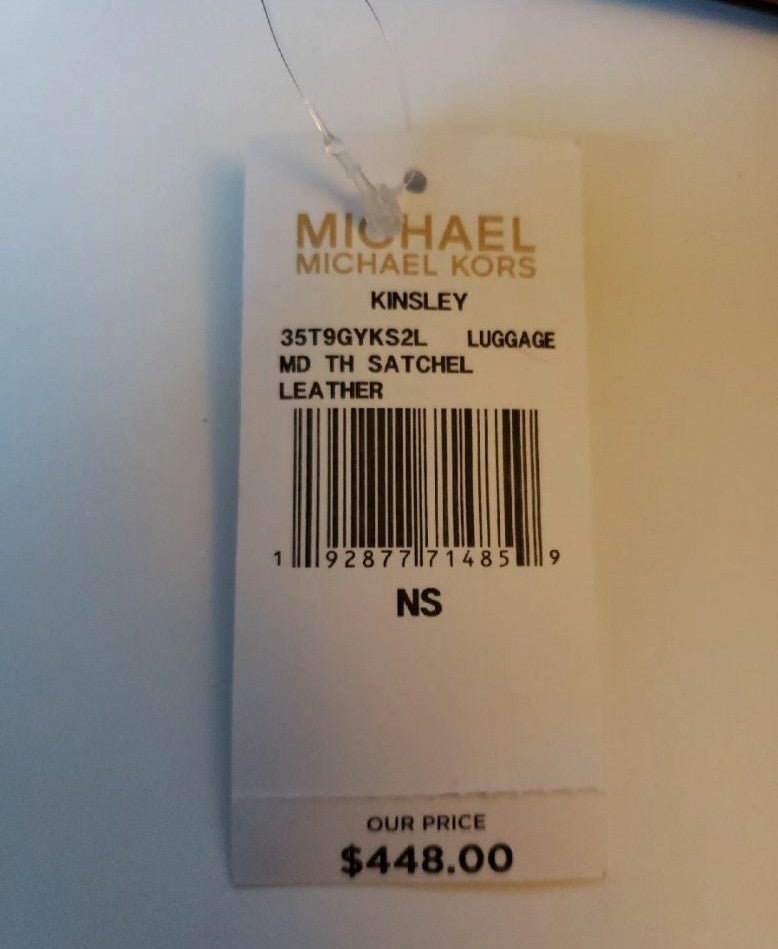 MICHAEL
MICHAEL KORS
KINSLEY
35T9GYKS2L LUGGAGE
MD TH SATCHEL
LEATHER
1 92877 71485 9
NS
OUR PRICE
$448.00